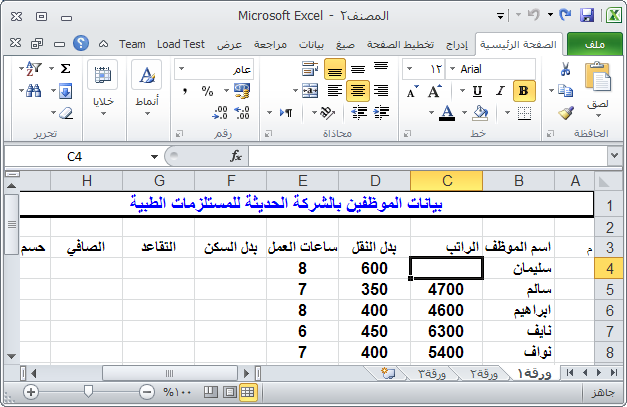 المصنف٢ - Microsoft Excel
ملف الصفحة الرئيسية إدراج تخطيط الصفحة صيغ بيانات مراجعة عرض Load Test Team
عام ١٢ Arial
لصق أنماط خلايا
الحافظة خط محاذاة رقم تحرير
C4 fx
A B C D E F G H
1 بيانات الموظفين بالشركة الحديثة للمستلزمات الطبية
2
3 م اسم الموظف الراتب بدل النقل ساعات العمل بدل السكن التقاعد الصافي حسم
4 سليمان 600 8
5 سالم 4700 350 7
6 ابراهيم 4600 400 8
7 نايف 6300 450 6
8 نواف 5400 400 7
ورقة١ ورقة٢ ورقة٣
جاهز ١٠٠%